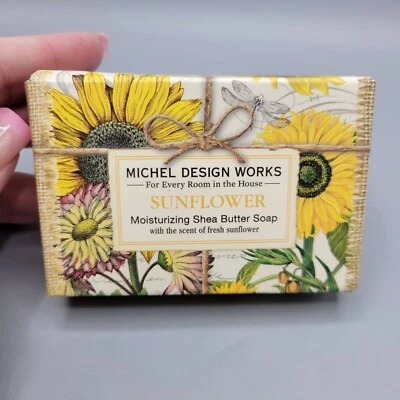 MICHEL DESIGN WORKS
For Every Room in the House
SUNFLOWER
Moisturizing Shea Butter Soap
with the scent of fresh sunflower